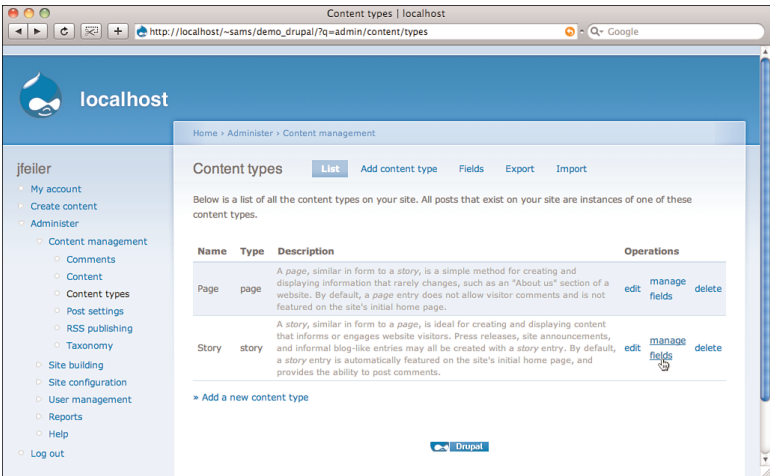 Content types | localhost
http://localhost/~sams/demo_drupal/?q=admin/content/types
Google
localhost
Home › Administer › Content management
jfeiler
My account
Create content
Administer
Content management
Comments
Content
Content types
Post settings
RSS publishing
Taxonomy
Site building
Site configuration
User management
Reports
Help
Log out
Content types List Add content type Fields Export Import
Below is a list of all the content types on your site. All posts that exist on your site are instances of one of these
content types.
Name Type Description Operations
Page page
A page, similar in form to a story, is a simple method for creating and
displaying information that rarely changes, such as an "About us" section of a
website. By default, a page entry does not allow visitor comments and is not
featured on the site's initial home page.
edit manage fields delete
Story story
A story, similar in form to a page, is ideal for creating and displaying content
that informs or engages website visitors. Press releases, site announcements,
and informal blog-like entries may all be created with a story entry. By default,
a story entry is automatically featured on the site's initial home page, and
provides the ability to post comments.
edit manage fields delete
» Add a new content type
Drupal